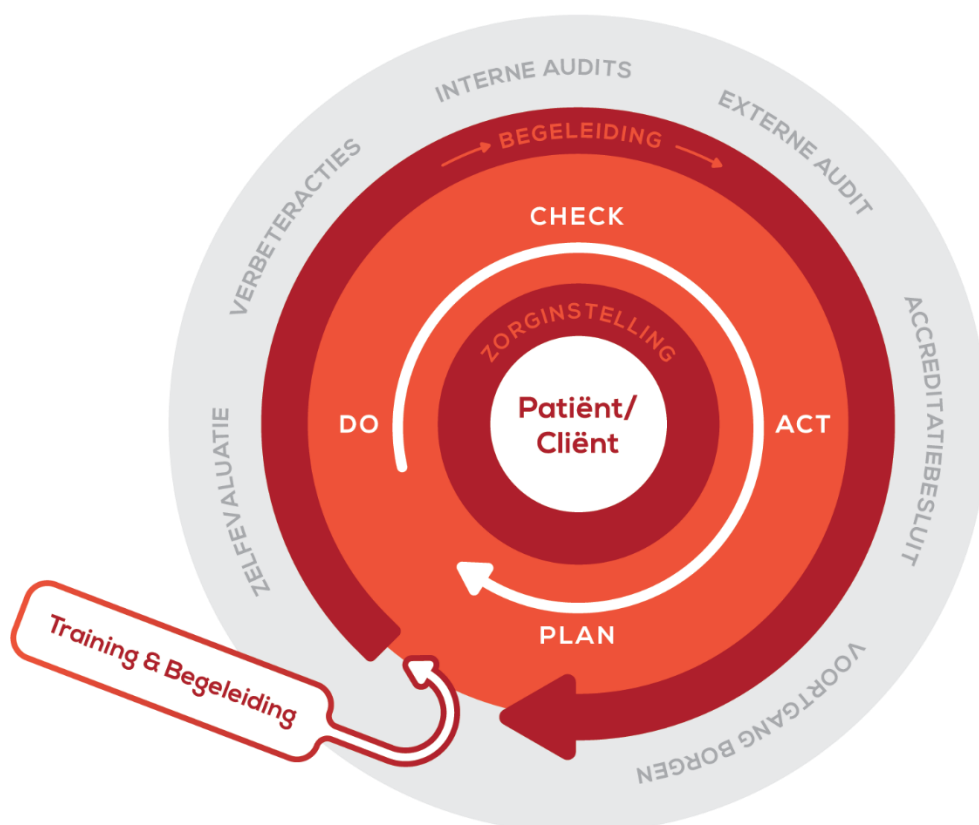 INTERNE AUDITS
EXTERNE AUDIT
ACCREDITATIEBESLUIT
VOORTGANG BORGEN
ZELFEVALUATIE
VERBETERACTIES
BEGELEIDING
CHECK
ACT
PLAN
DO
ZORGINSTELLING
Patiënt/
Cliënt
Training & Begeleiding